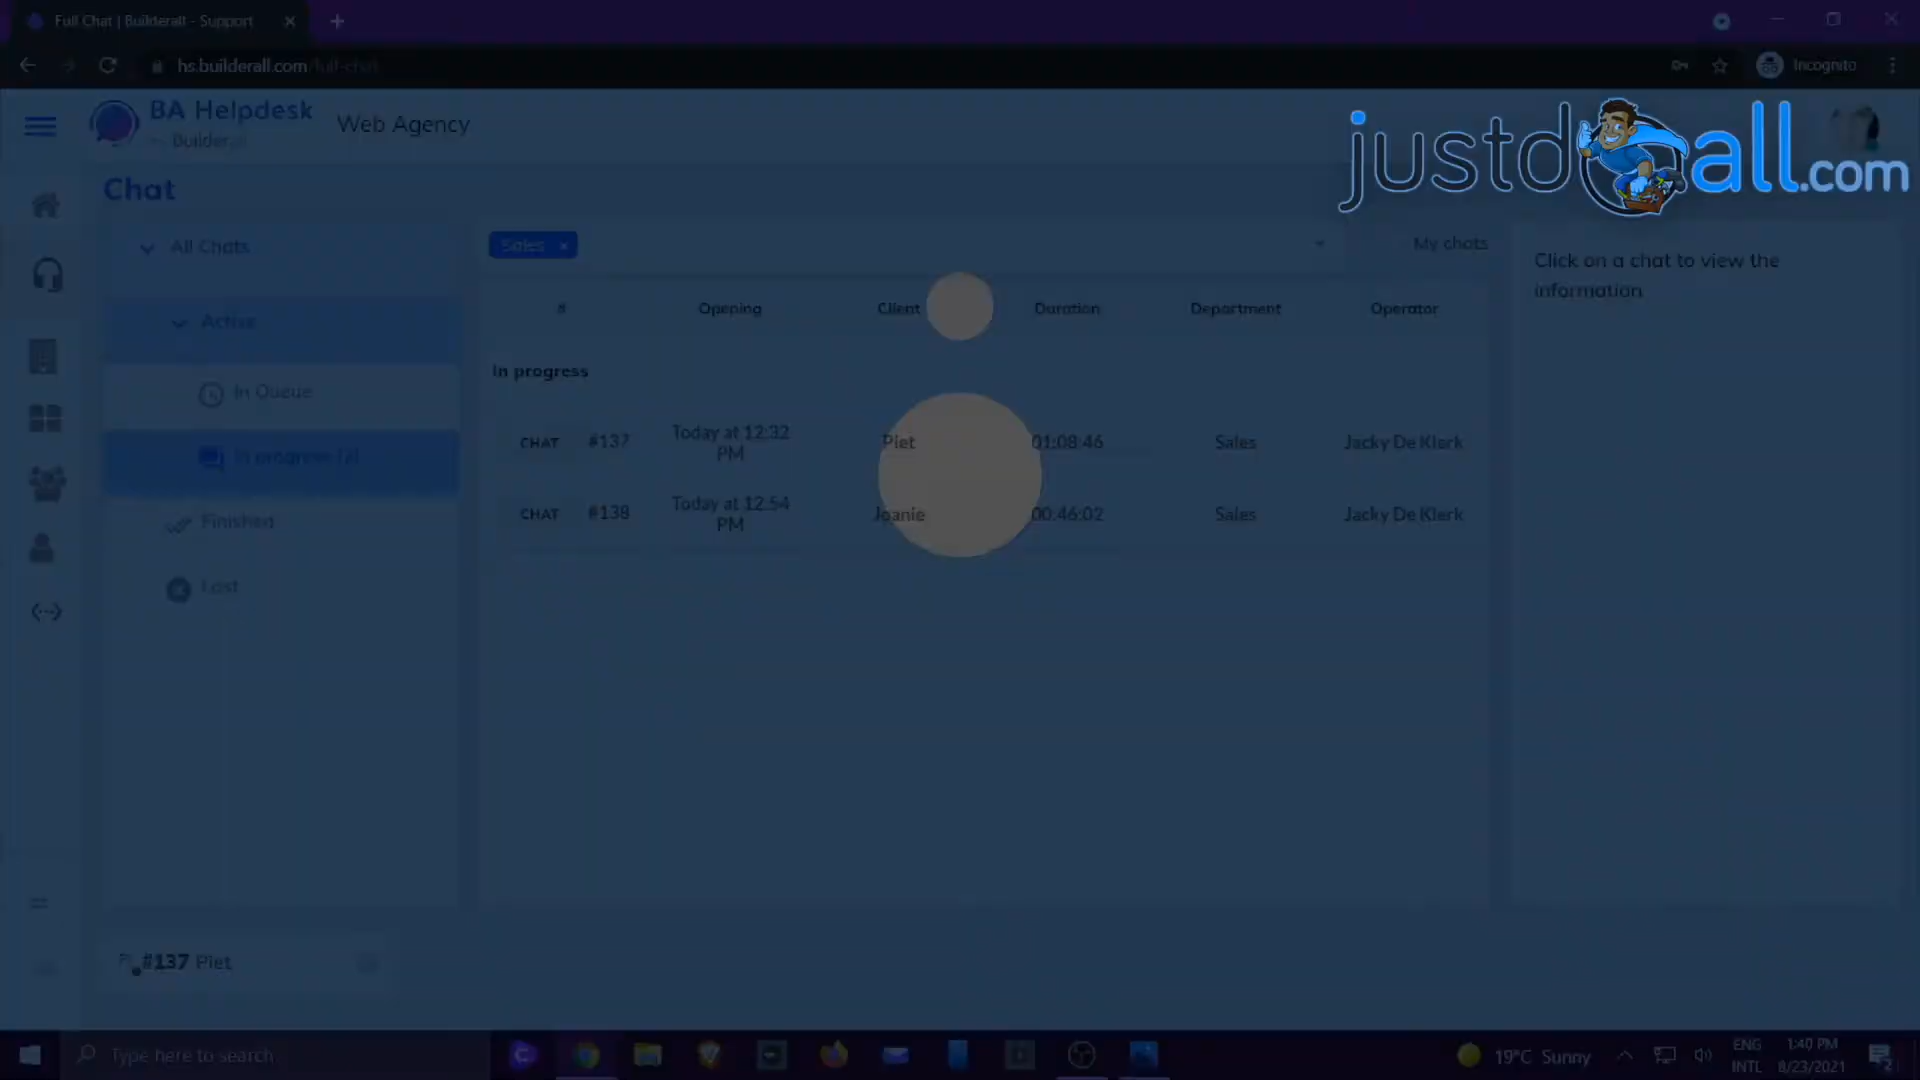 Full Chat | Builderall - Support
hs.builderall.com/full-chat
Incognito
BA Helpdesk
Builderall
Web Agency
justdoall.com
Chat
All Chats
Active
In Queue
In progress (2)
Finished
Lost
Sales ×
My chats
# Opening Client Duration Department Operator
In progress
CHAT #137 Today at 12:32 PM Piet 01:08:46 Sales Jacky De Klerk
CHAT #138 Today at 12:54 PM Joanie 00:46:02 Sales Jacky De Klerk
Click on a chat to view the
information
#137 Piet
Type here to search
19°C Sunny
ENG
INTL
1:40 PM
8/23/2021